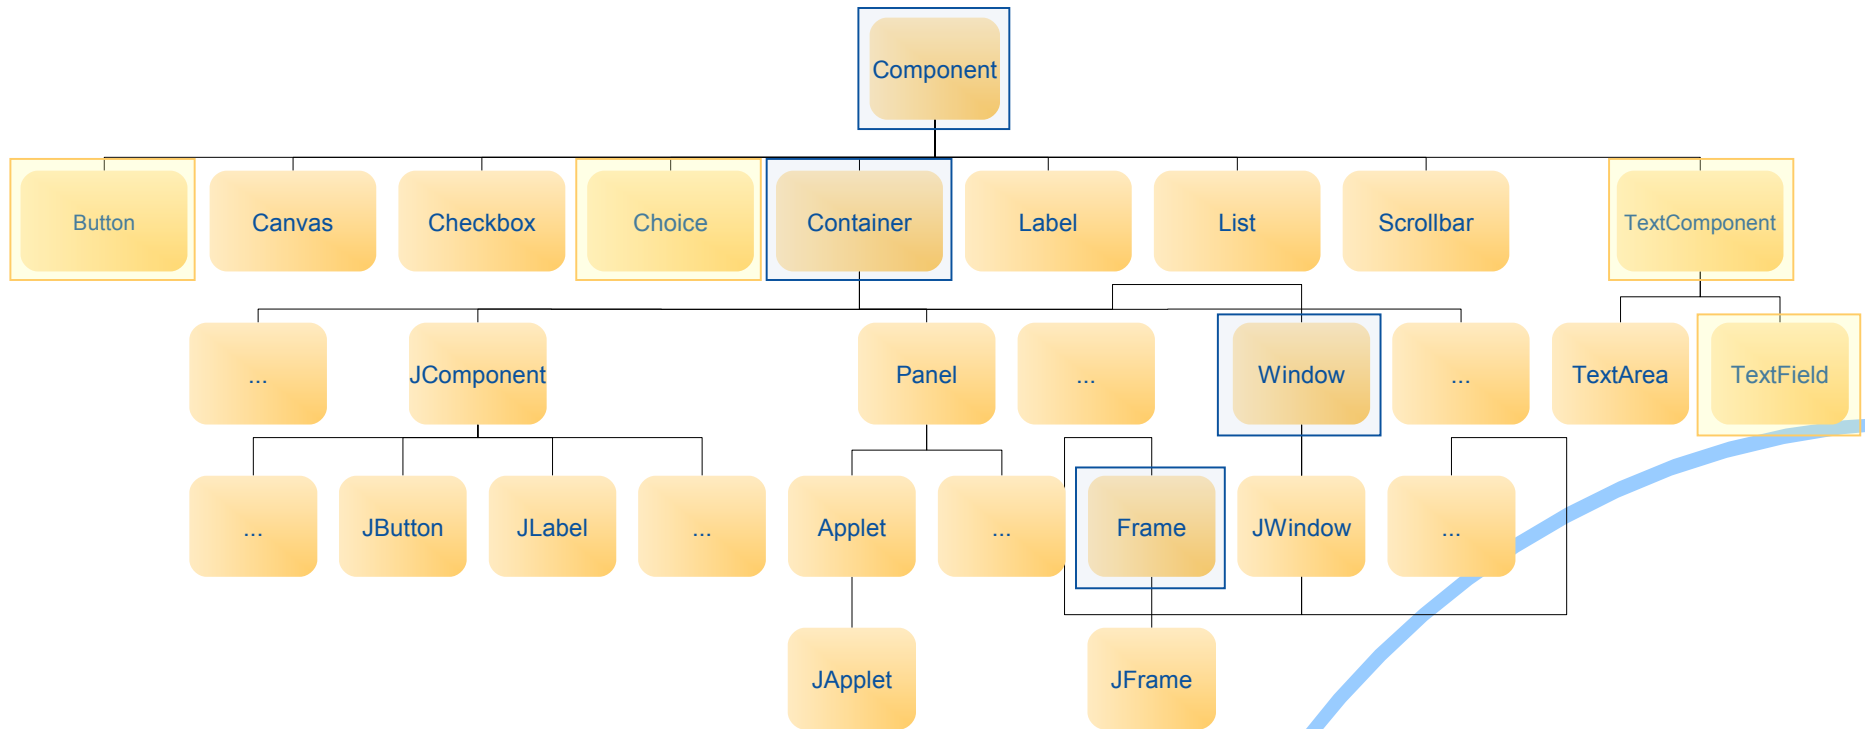 Component
Button
Canvas
Checkbox
Choice
Container
Label
List
Scrollbar
TextComponent
...
JComponent
Panel
...
Window
...
TextArea
TextField
...
JButton
JLabel
...
Applet
...
Frame
JWindow
...
JApplet
JFrame